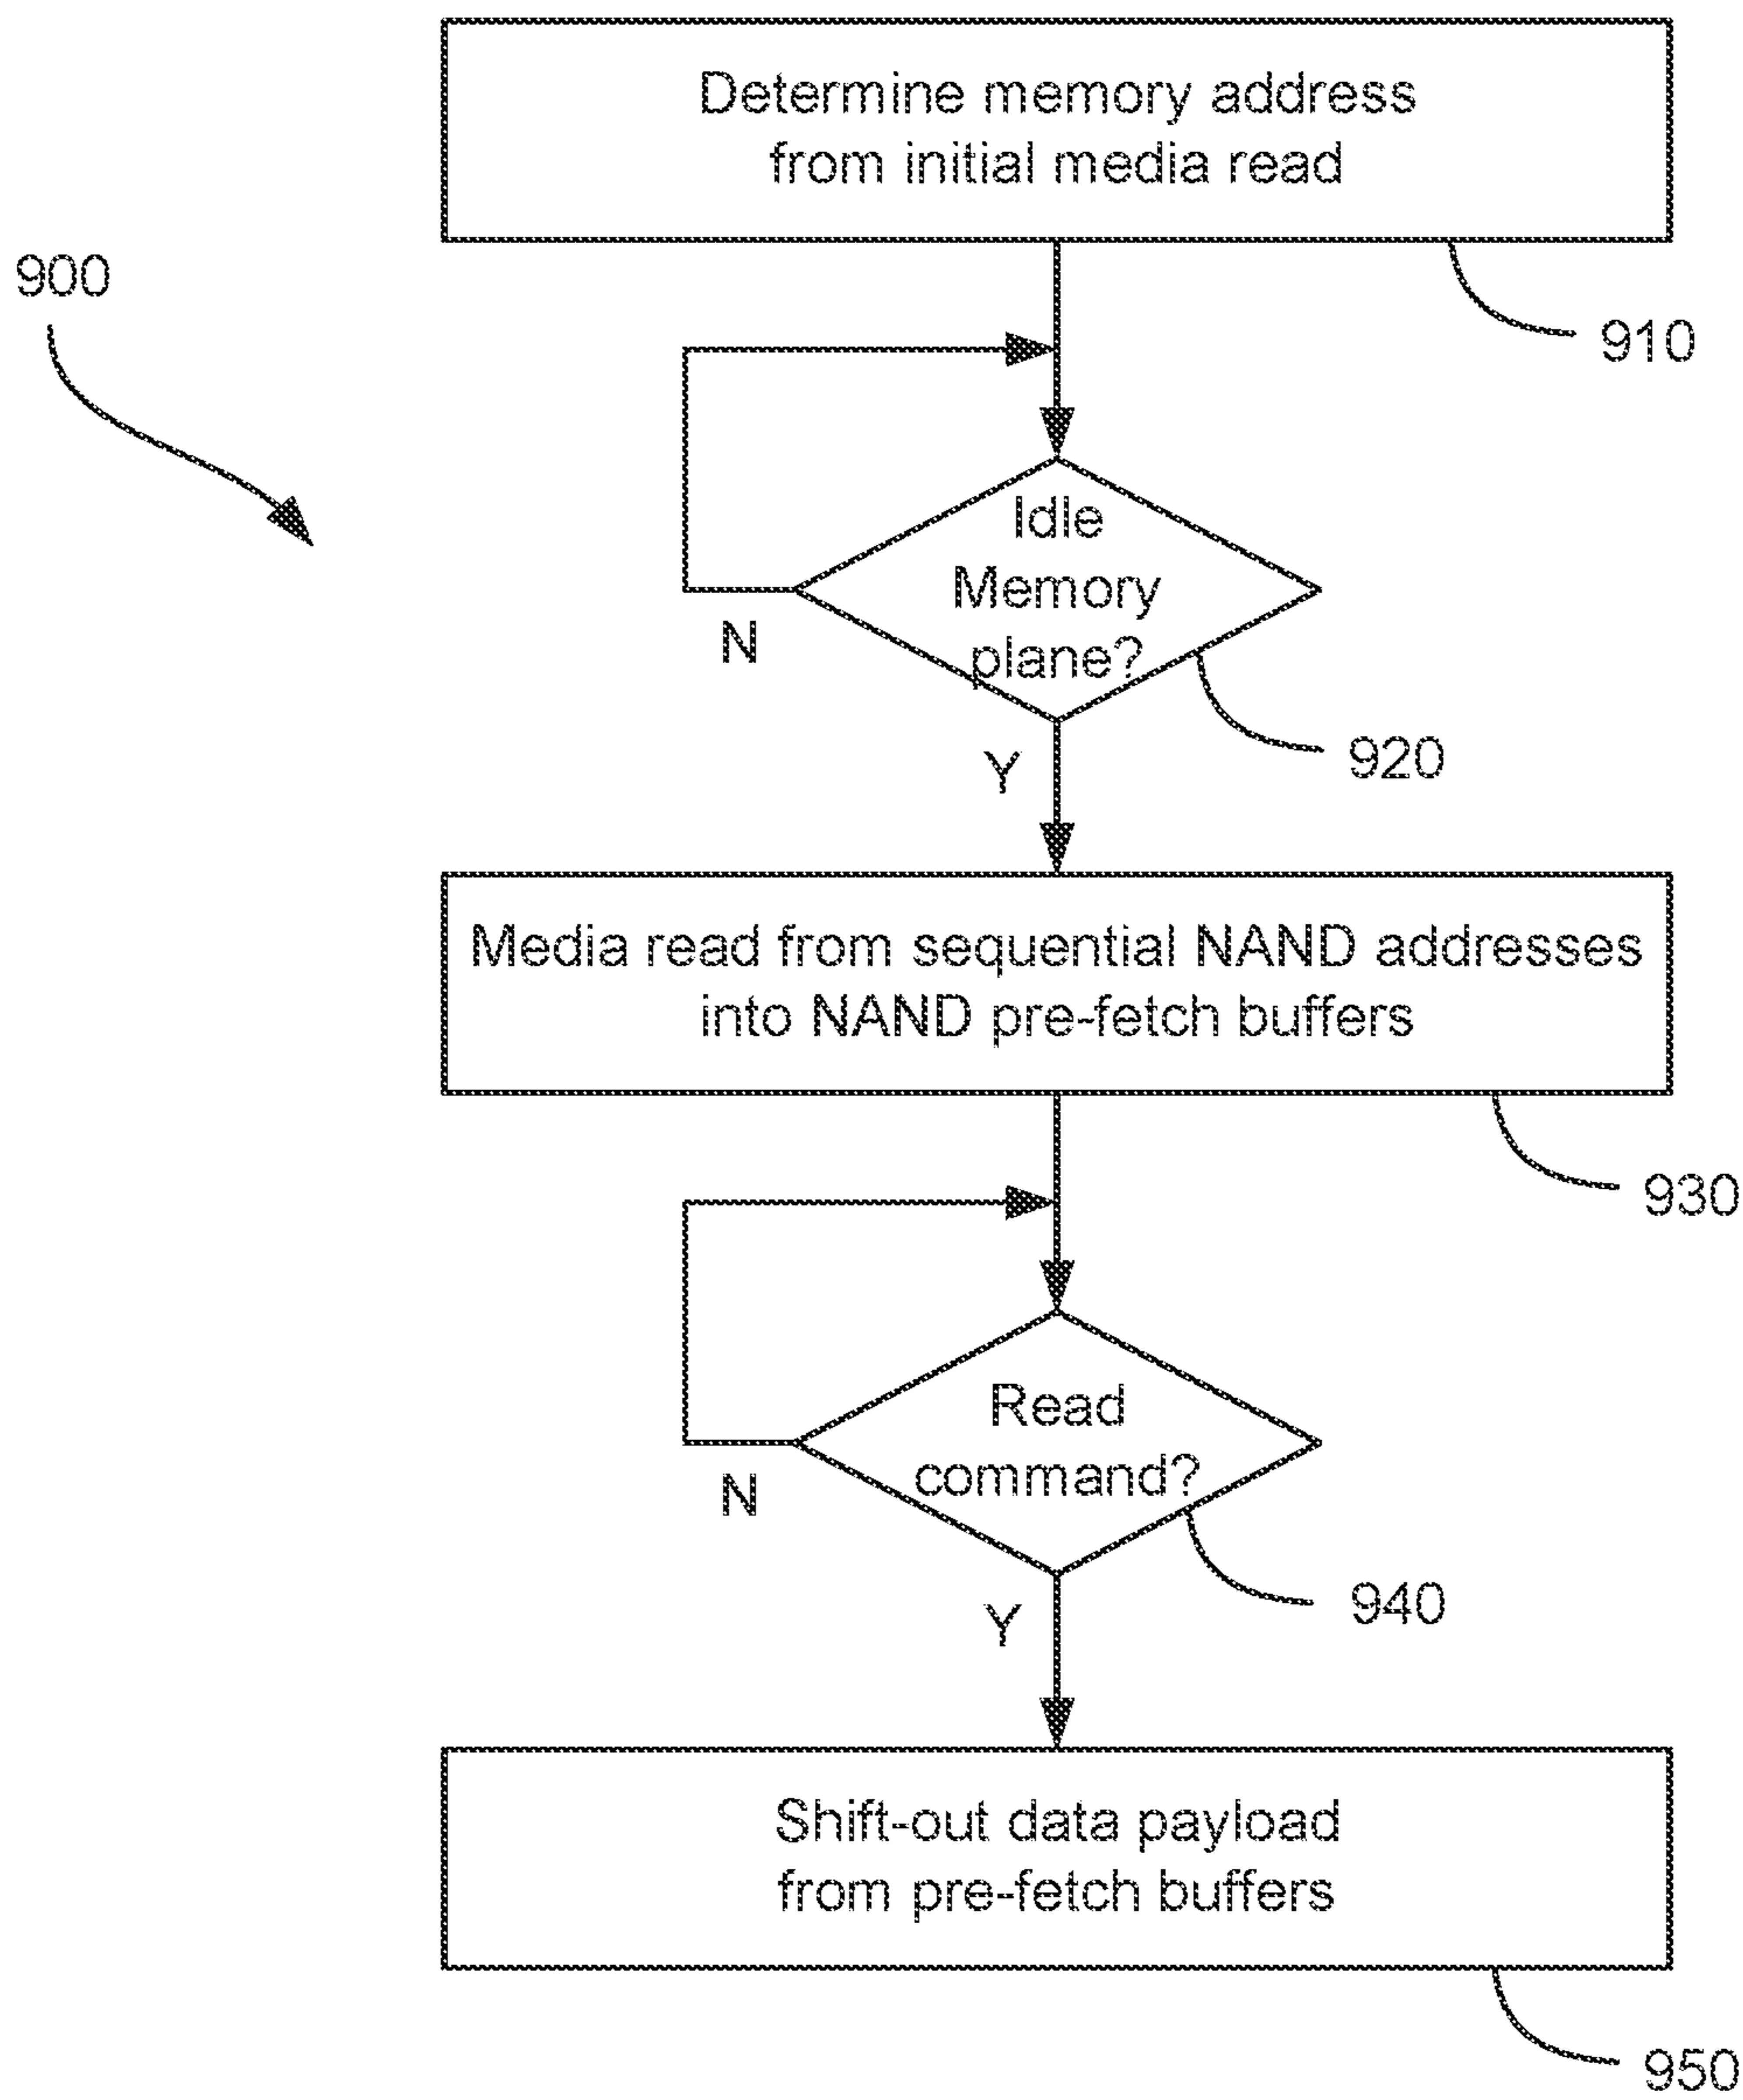 Determine memory address
from initial media read
900
910
Idle
Memory
plane?
N
920
Y
Media read from sequential NAND addresses
into NAND pre-fetch buffers
930
Read
command?
N
940
Y
Shift-out data payload
from pre-fetch buffers
950